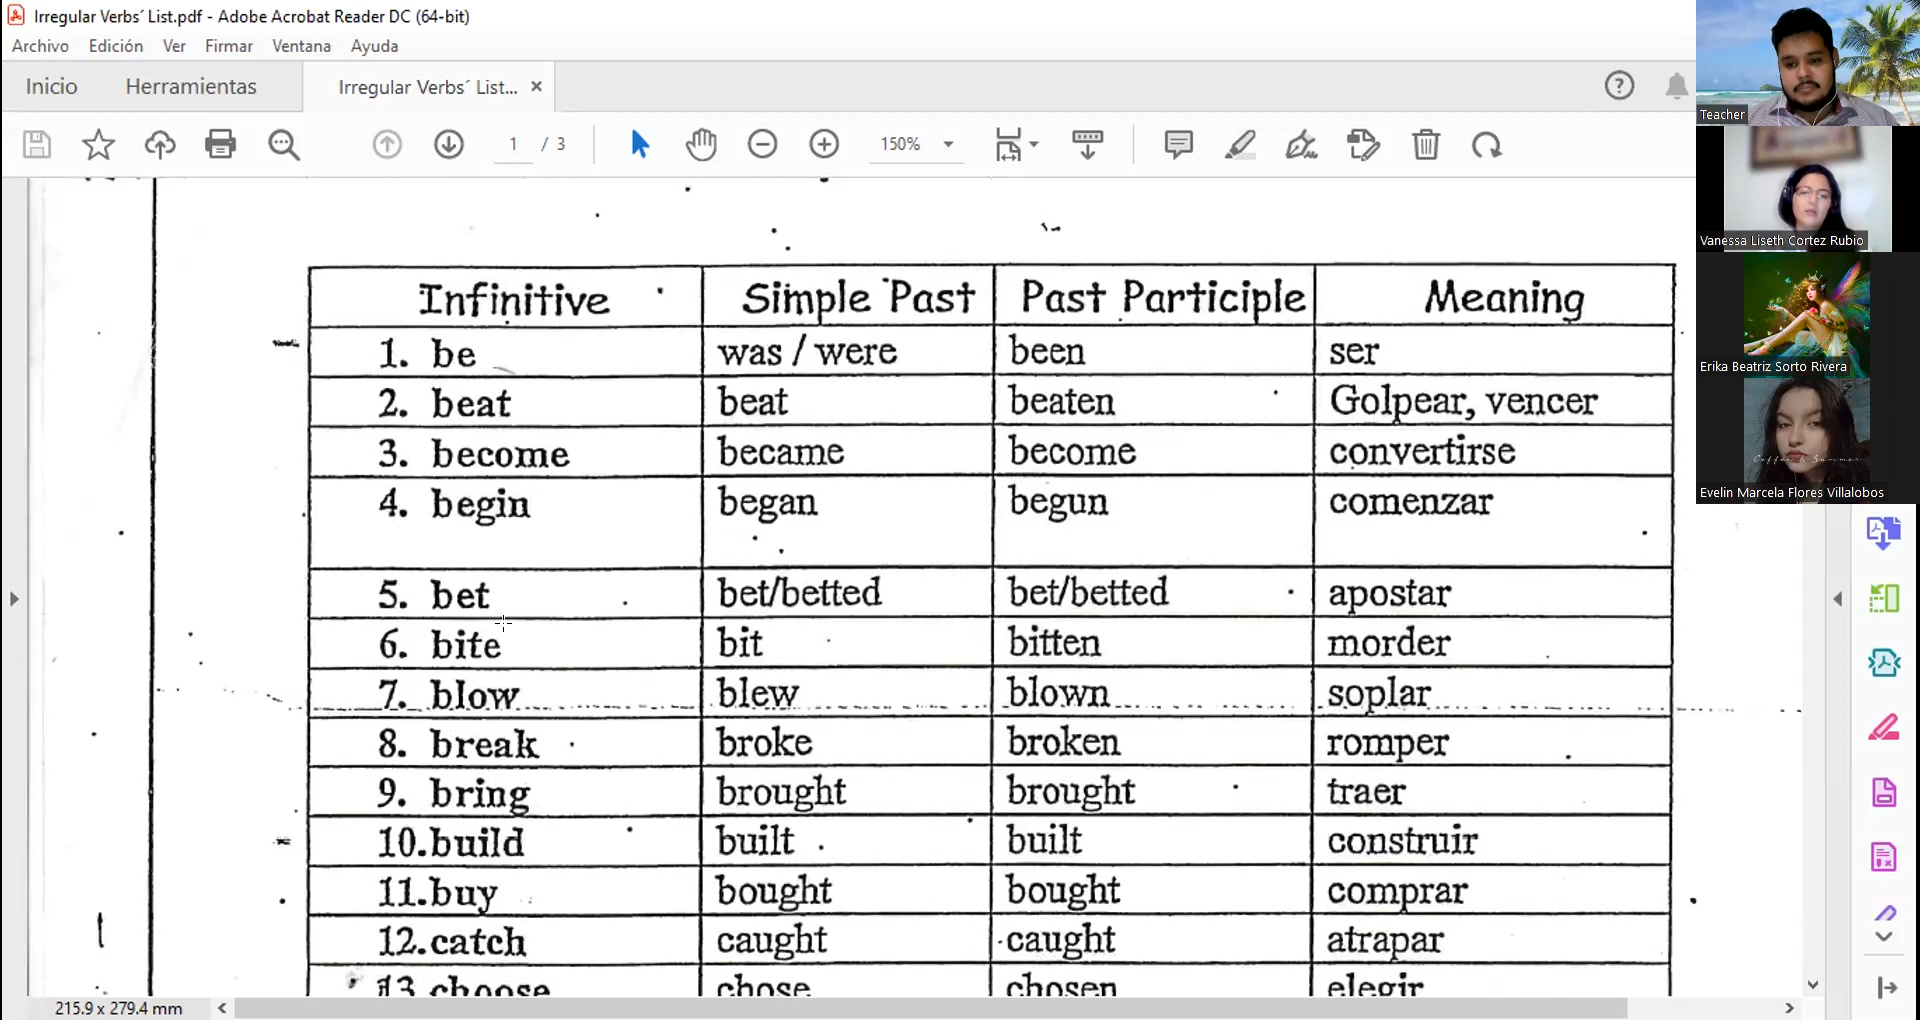 Irregular Verbs´ List.pdf - Adobe Acrobat Reader DC (64-bit)
Archivo Edición Ver Firmar Ventana Ayuda
Inicio Herramientas Irregular Verbs´ List... ×
1 / 3 150%
Teacher
Vanessa Liseth Cortez Rubio
Erika Beatriz Sorto Rivera
Coffee & Summer
Evelin Marcela Flores Villalobos
Infinitive Simple Past Past Participle Meaning
1. be was / were been ser
2. beat beat beaten Golpear, vencer
3. become became become convertirse
4. begin began begun comenzar
5. bet bet/betted bet/betted apostar
6. bite bit bitten morder
7. blow blew blown soplar
8. break broke broken romper
9. bring brought brought traer
10. build built built construir
11. buy bought bought comprar
12. catch caught caught atrapar
13 choose chose chosen elegir
215.9 x 279.4 mm